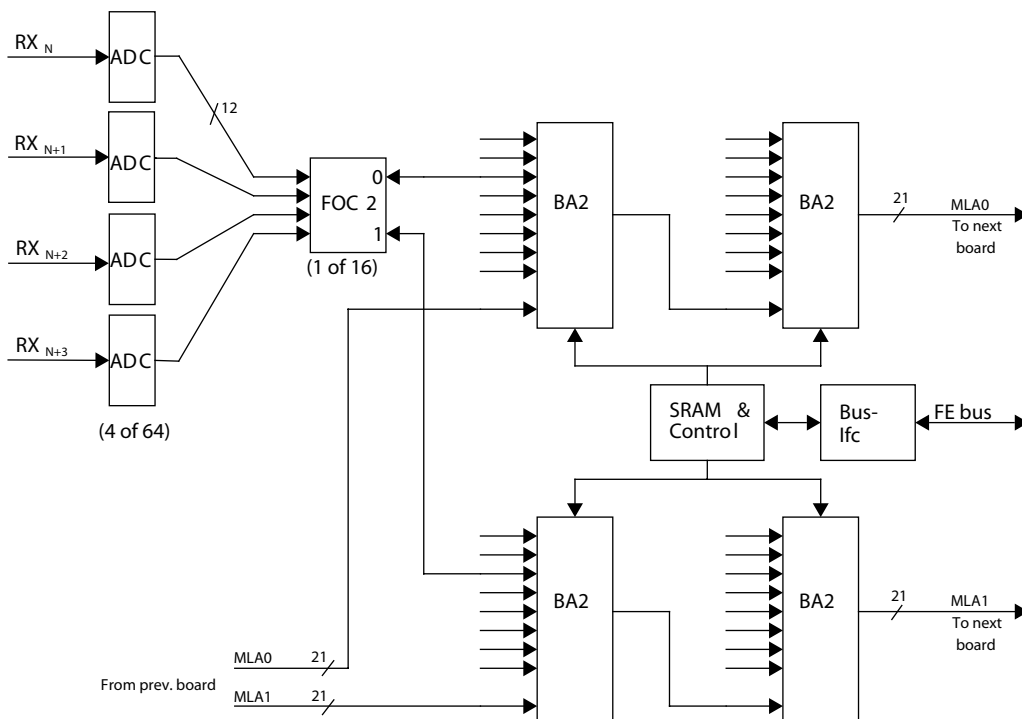 RX N
ADC
12
RX N+1
ADC
0
FOC 2
1
(1 of 16)
RX N+2
ADC
RX N+3
ADC
(4 of 64)
BA2
BA2
21
MLA0
To next
board
SRAM &
Control
Bus-
Ifc
FE bus
BA2
BA2
21
MLA1
To next
board
MLA0
21
From prev. board
MLA1
21